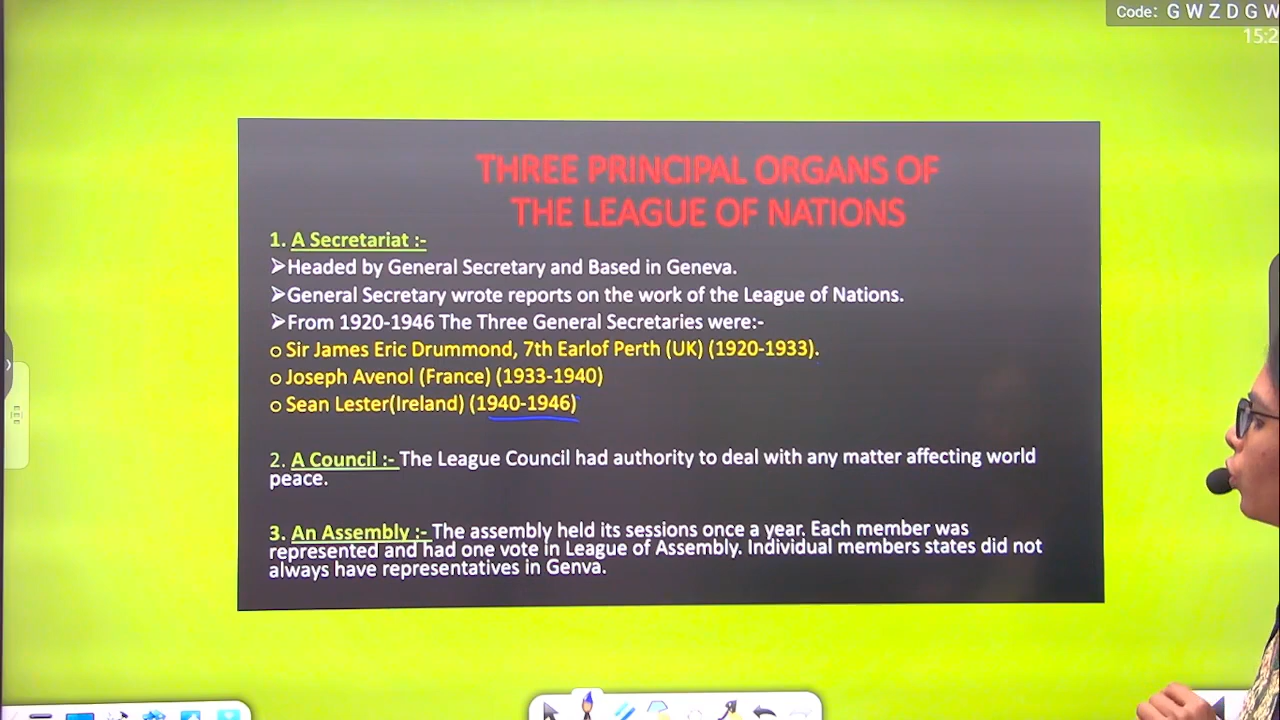 Code: G W Z D G W
15:2
THREE PRINCIPAL ORGANS OF
THE LEAGUE OF NATIONS
1. A Secretariat :-
➢Headed by General Secretary and Based in Geneva.
➢General Secretary wrote reports on the work of the League of Nations.
➢From 1920-1946 The Three General Secretaries were:-
o Sir James Eric Drummond, 7th Earlof Perth (UK) (1920-1933).
o Joseph Avenol (France) (1933-1940)
o Sean Lester(Ireland) (1940-1946)
2. A Council :- The League Council had authority to deal with any matter affecting world
peace.
3. An Assembly :- The assembly held its sessions once a year. Each member was
represented and had one vote in League of Assembly. Individual members states did not
always have representatives in Genva.